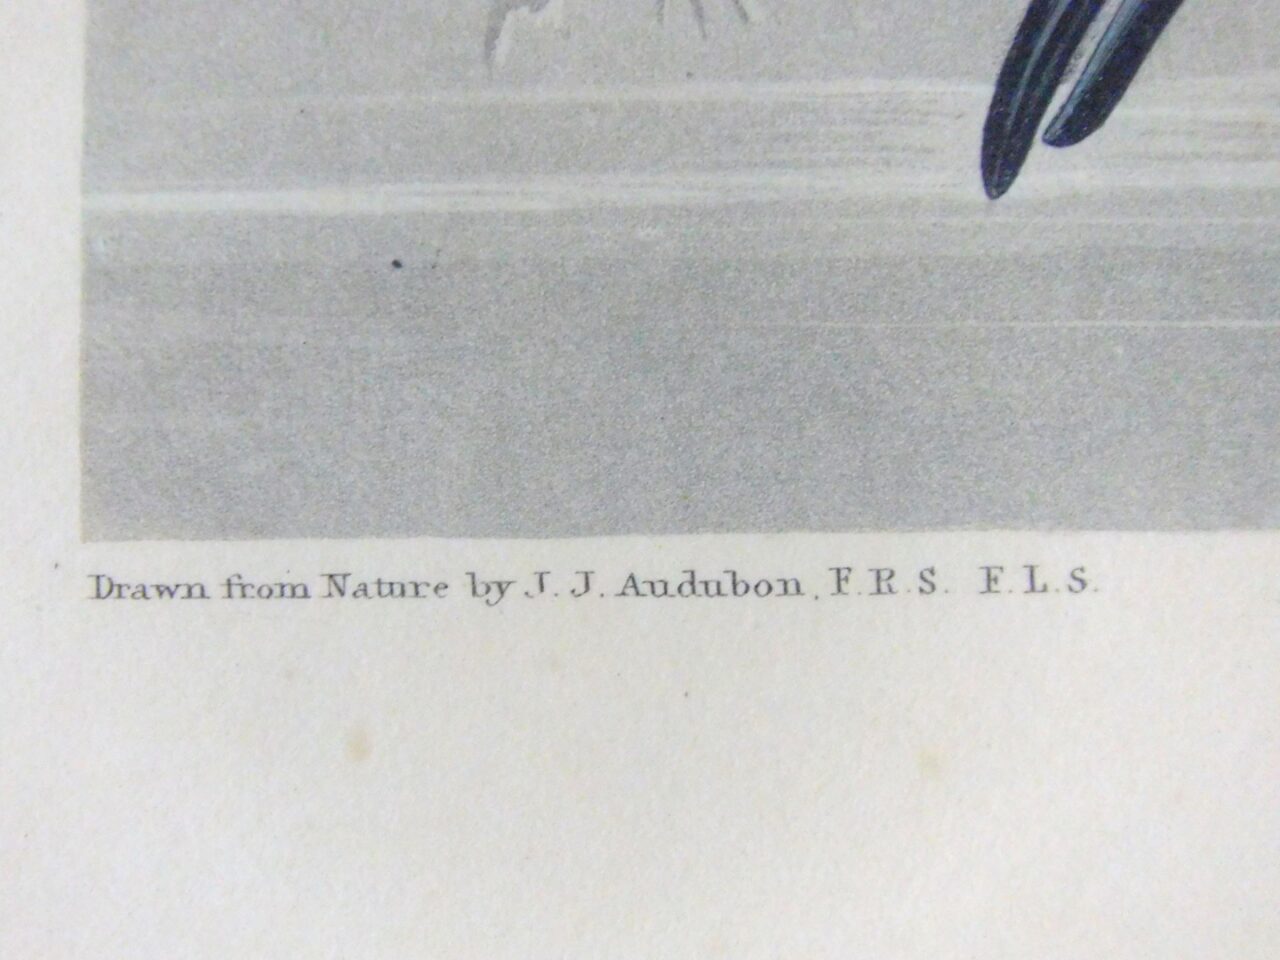 Drawn from Nature by J. J. Audubon, F. R. S. F. L. S.